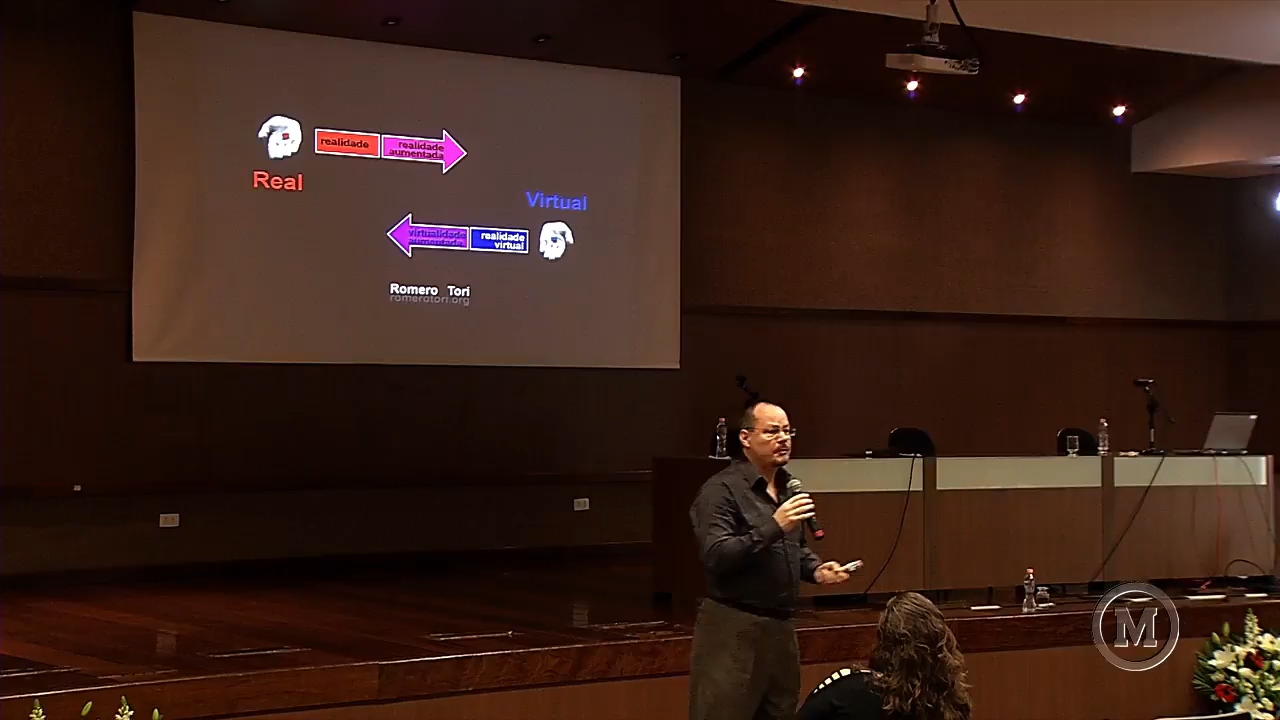 realidade
realidade
aumentada
Real
Virtual
virtualidade
aumentada
realidade
virtual
Romero Tori
romerotori.org
M